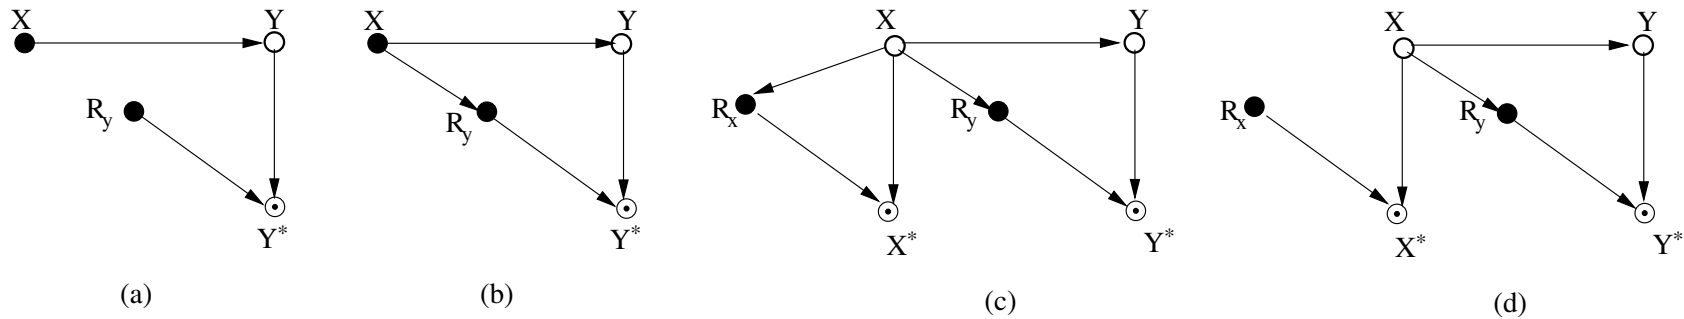 X Y X Y X Y X Y
R_x R_y R_y R_x R_y R_y
Y* Y* X* Y* X* Y*
(a) (b) (c) (d)